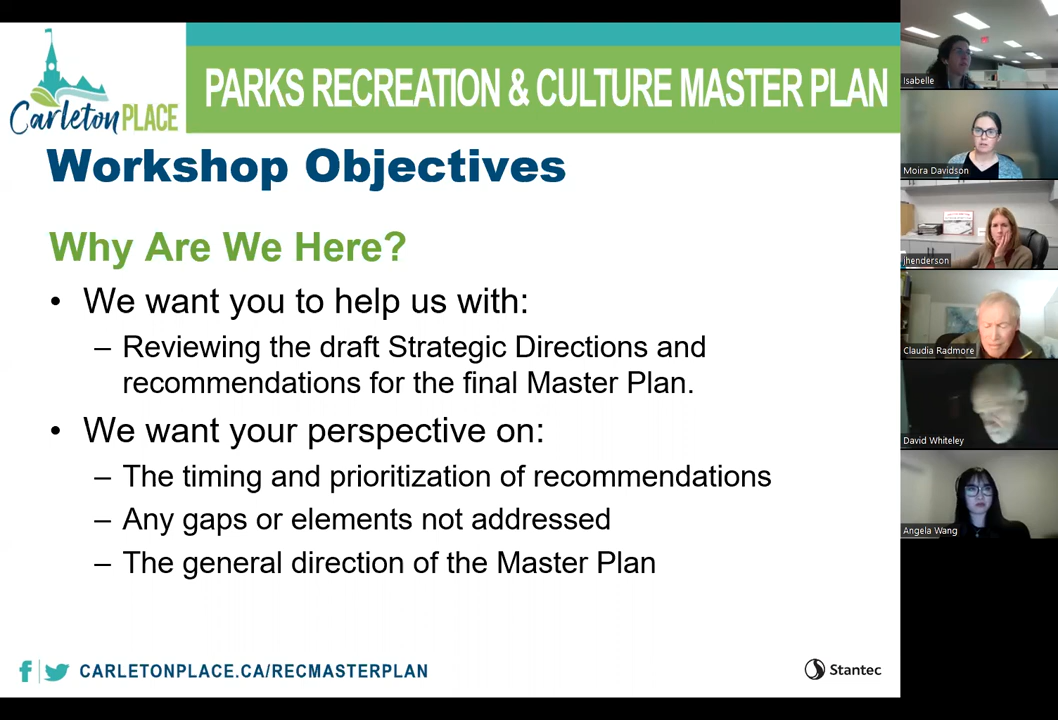 Carleton PLACE
PARKS RECREATION & CULTURE MASTER PLAN
Workshop Objectives
Why Are We Here?
• We want you to help us with:
– Reviewing the draft Strategic Directions and
recommendations for the final Master Plan.
• We want your perspective on:
– The timing and prioritization of recommendations
– Any gaps or elements not addressed
– The general direction of the Master Plan
CARLETONPLACE.CA/RECMASTERPLAN
Stantec
Isabelle
Moira Davidson
jhenderson
Claudia Radmore
David Whiteley
Angela Wang